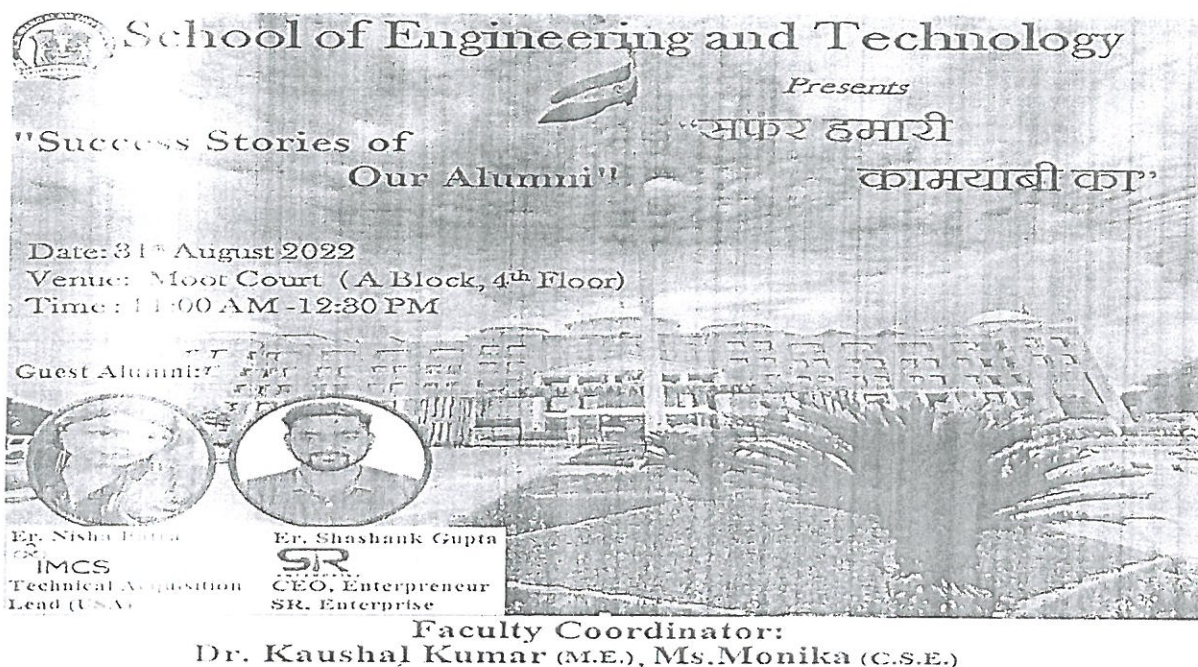 School of Engineering and Technology
Presents
"Success Stories of
Our Alumni"
"सफर हमारी
कामयाबी का"
Date: 31st August 2022
Venue: Moot Court (A Block, 4th Floor)
Time : 11:00 AM -12:30 PM
Guest Alumni:
Er. Nisha
IMCS
Technical Acquisition
Lead (USA)
Er. Shashank Gupta
SR
ENTERPRISE
CEO, Enterpreneur
SR. Enterprise
Faculty Coordinator:
Dr. Kaushal Kumar (M.E.), Ms.Monika (C.S.E.)